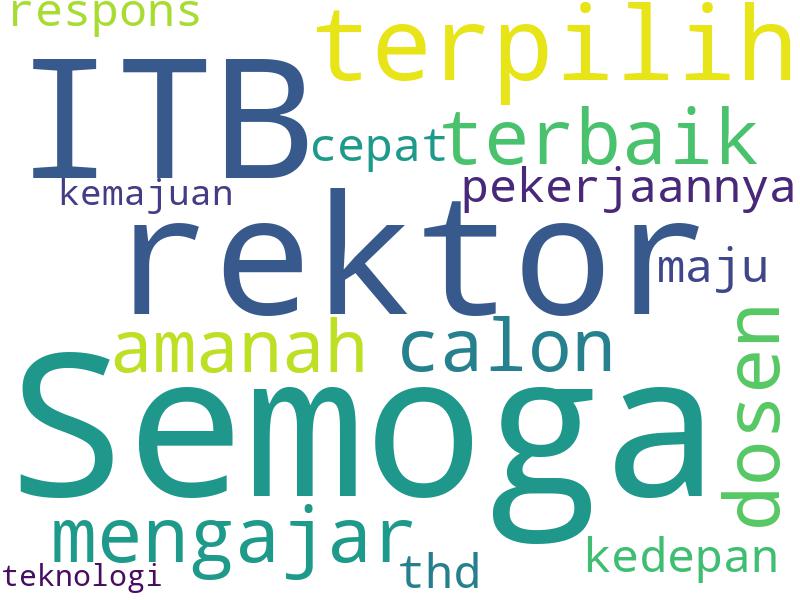 respons
terpilih
ITB
cepat
terbaik
kemajuan
pekerjaannya
rektor
maju
amanah
calon
dosen
Semoga
mengajar
thd
kedepan
teknologi